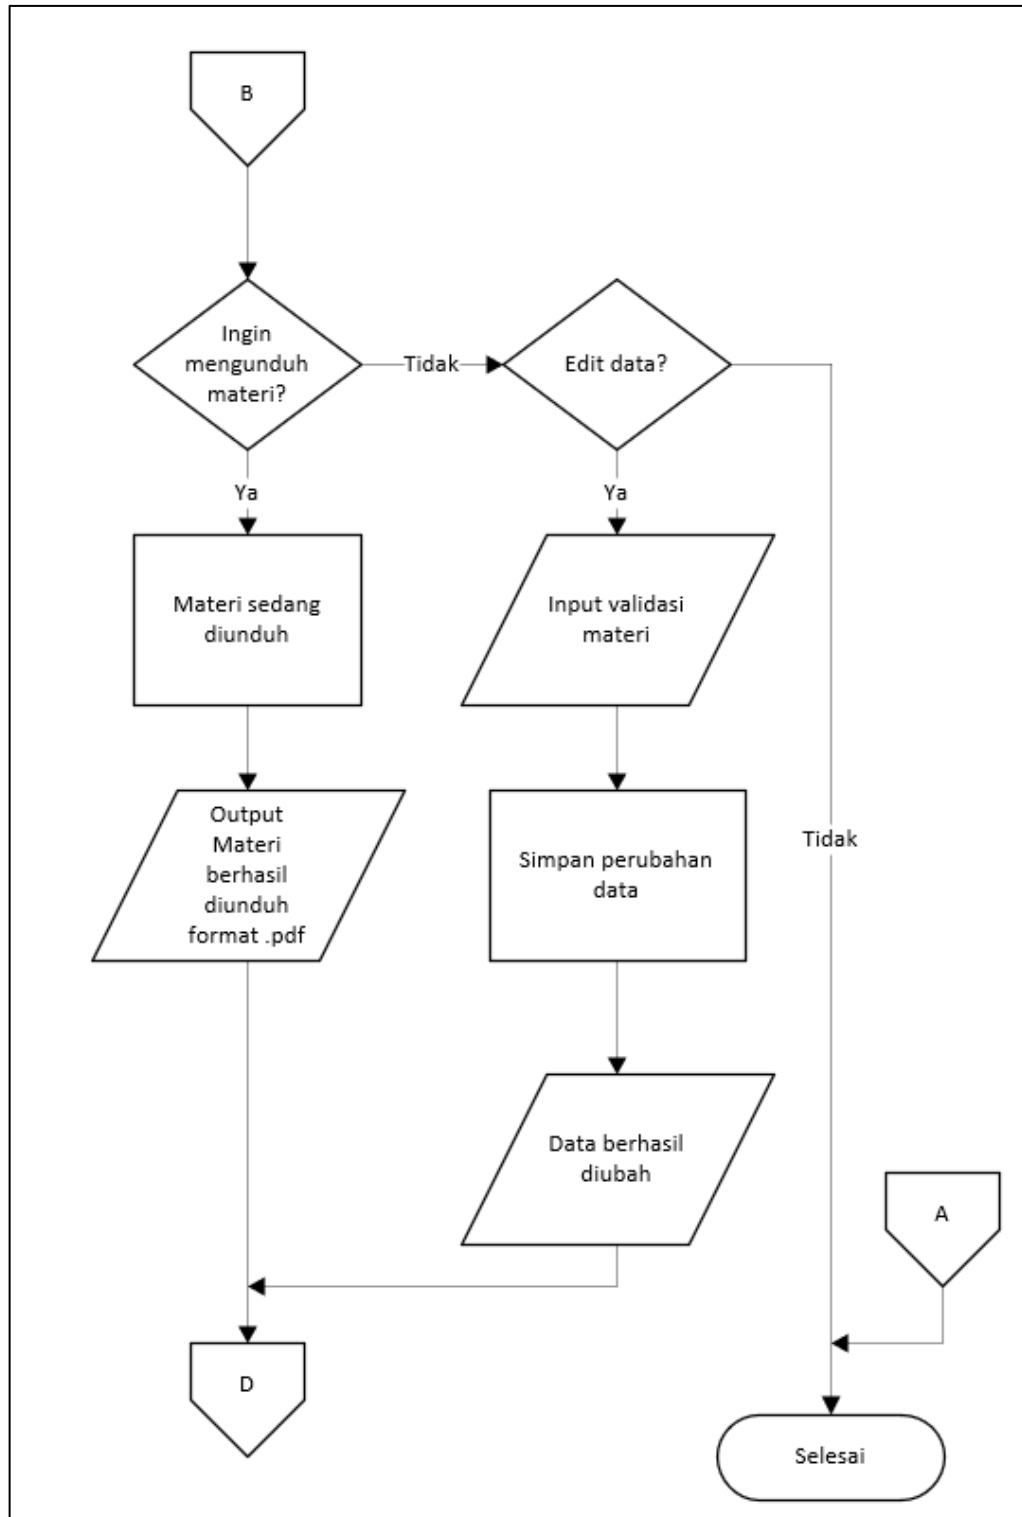 B
Ingin
mengunduh
materi?
Tidak
Edit data?
Ya
Ya
Materi sedang
diunduh
Input validasi
materi
Output
Materi
berhasil
diunduh
format .pdf
Simpan perubahan
data
Tidak
Data berhasil
diubah
A
D
Selesai